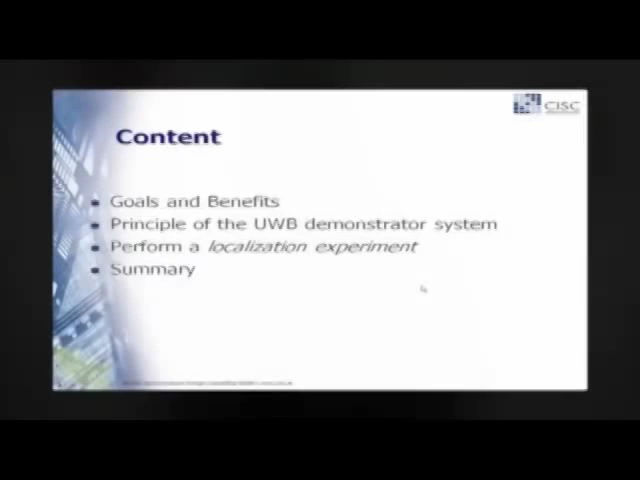 CISC
Content
Goals and Benefits
Principle of the UWB demonstrator system
Perform a localization experiment
Summary